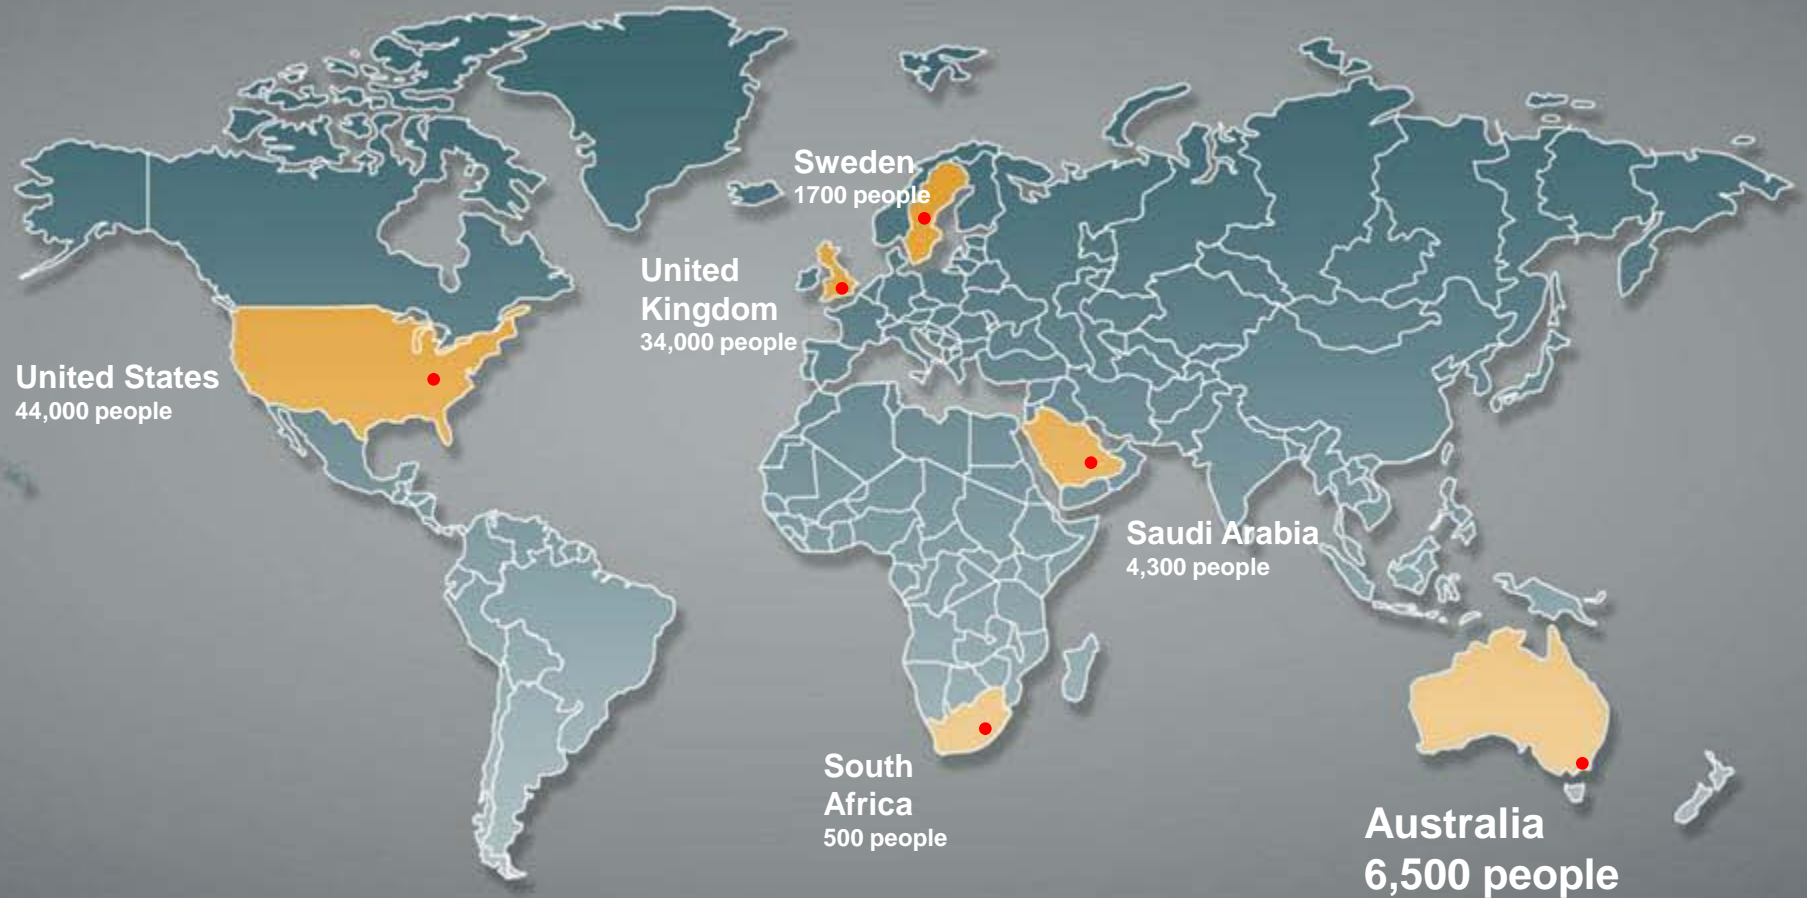 Sweden
1700 people
United
Kingdom
34,000 people
United States
44,000 people
Saudi Arabia
4,300 people
South
Africa
500 people
Australia
6,500 people